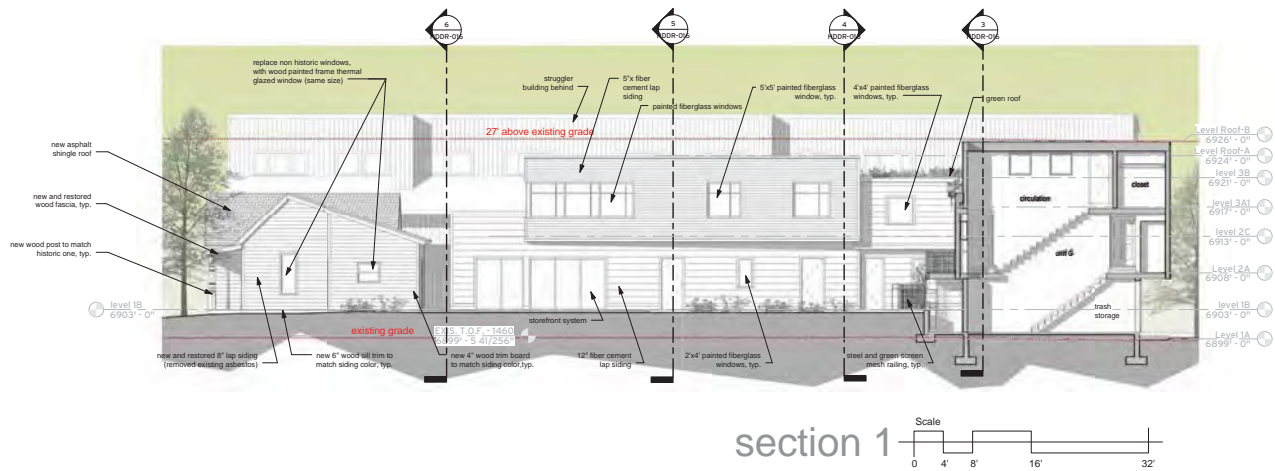 6
HDDR-016
5
HDDR-016
4
HDDR-016
3
HDDR-016
replace non historic windows,
with wood painted frame thermal
glazed window (same size)
struggler
building behind
5"x fiber
cement lap
siding
painted fiberglass windows
5'x5' painted fiberglass
window, typ.
4'x4' painted fiberglass
windows, typ.
green roof
27' above existing grade
new asphalt
shingle roof
new and restored
wood fascia, typ.
new wood post to match
historic one, typ.
level 1B
6903' - 0"
Level Roof-B
6926' - 0"
Level Roof-A
6924' - 0"
level 3B
6921' - 0"
level 3A1
6917' - 0"
level 2C
6913' - 0"
Level 2A
6908' - 0"
level 1B
6903' - 0"
Level 1A
6899' - 0"
circulation
closet
unit G
trash
storage
existing grade
EXIS. T.O.F. - 1460
6899' - 5 41/256"
storefront system
new and restored 8" lap siding
(removed existing asbestos)
new 6" wood sill trim to
match siding color, typ.
new 4" wood trim board
to match siding color,typ.
12" fiber cement
lap siding
2'x4' painted fiberglass
windows, typ.
steel and green screen
mesh railing, typ.
section 1
Scale
0 4' 8' 16' 32'